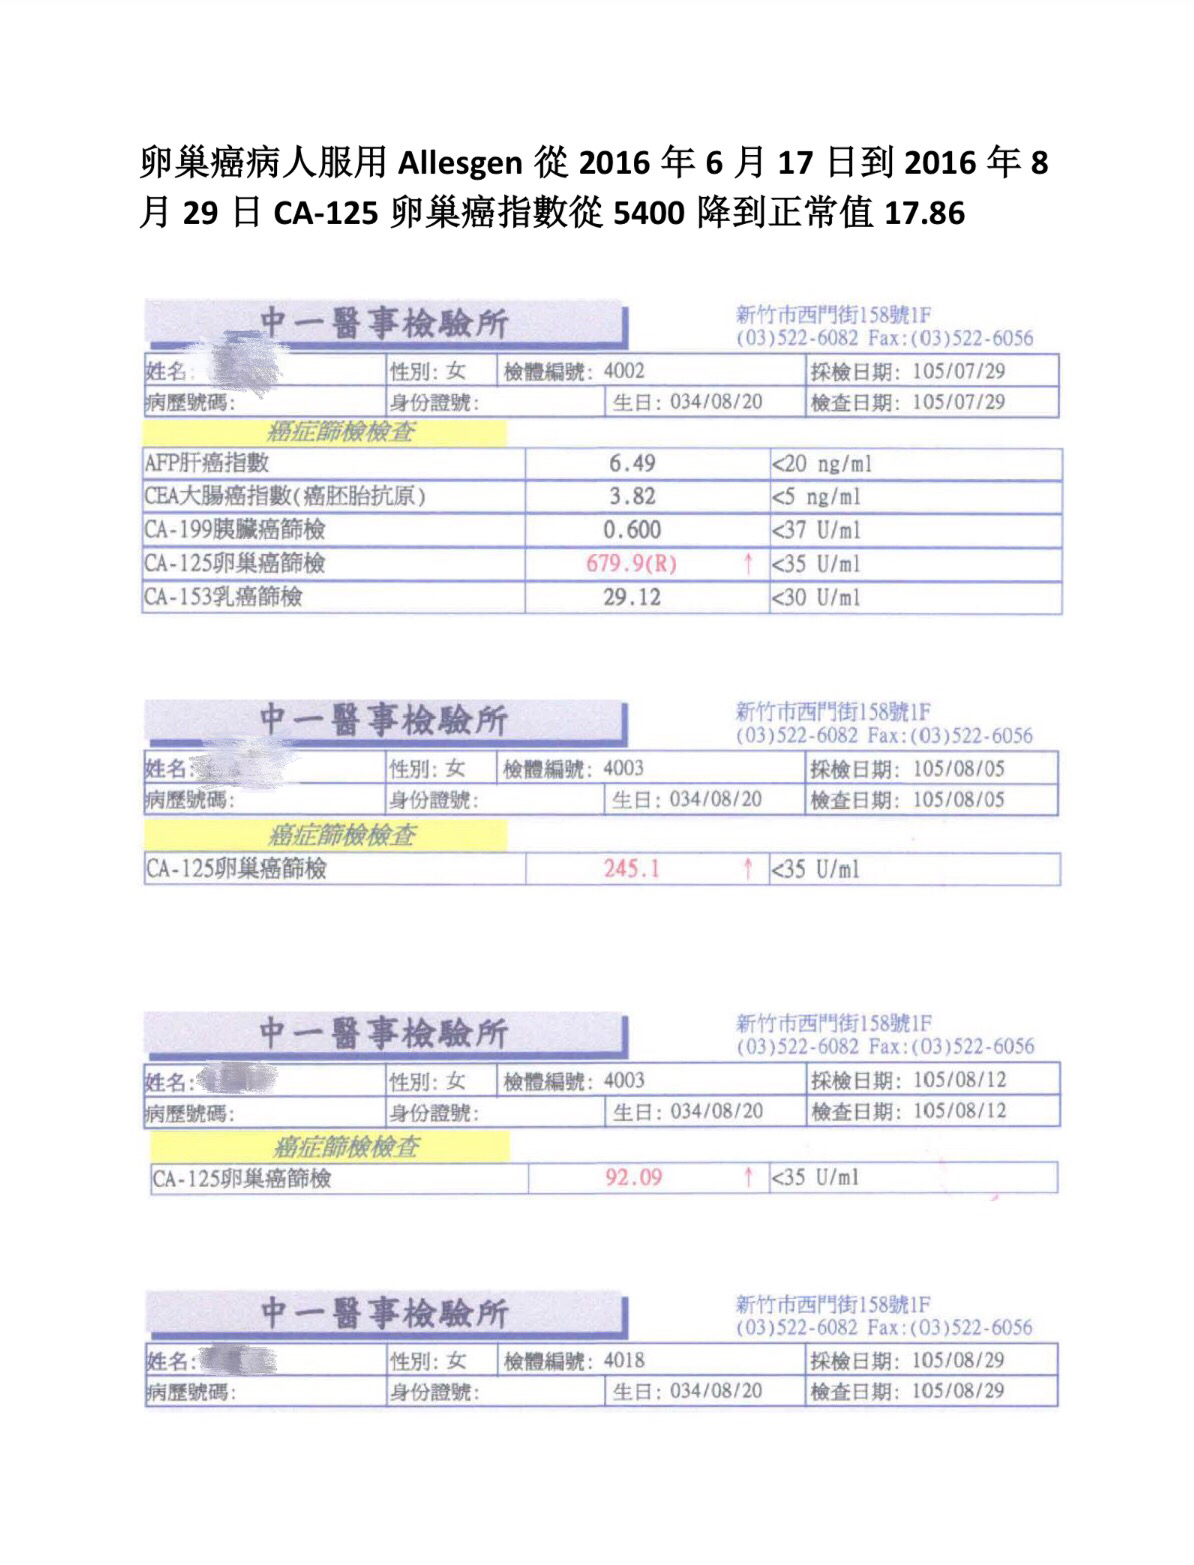 卵巢癌病人服用 Allesgen 從 2016 年 6 月 17 日到 2016 年 8
月 29 日 CA-125 卵巢癌指數從 5400 降到正常值 17.86
中一醫事檢驗所
新竹市西門街158號1F
(03)522-6082 Fax:(03)522-6056
姓名: 性別: 女 檢體編號: 4002 採檢日期: 105/07/29
病歷號碼: 身份證號: 生日: 034/08/20 檢查日期: 105/07/29
癌症篩檢檢查
AFP肝癌指數 6.49 <20 ng/ml
CEA大腸癌指數(癌胚胎抗原) 3.82 <5 ng/ml
CA-199胰臟癌篩檢 0.600 <37 U/ml
CA-125卵巢癌篩檢 679.9(R) ↑ <35 U/ml
CA-153乳癌篩檢 29.12 <30 U/ml
中一醫事檢驗所
新竹市西門街158號1F
(03)522-6082 Fax:(03)522-6056
姓名: 性別: 女 檢體編號: 4003 採檢日期: 105/08/05
病歷號碼: 身份證號: 生日: 034/08/20 檢查日期: 105/08/05
癌症篩檢檢查
CA-125卵巢癌篩檢 245.1 ↑ <35 U/ml
中一醫事檢驗所
新竹市西門街158號1F
(03)522-6082 Fax:(03)522-6056
姓名: 性別: 女 檢體編號: 4003 採檢日期: 105/08/12
病歷號碼: 身份證號: 生日: 034/08/20 檢查日期: 105/08/12
癌症篩檢檢查
CA-125卵巢癌篩檢 92.09 ↑ <35 U/ml
中一醫事檢驗所
新竹市西門街158號1F
(03)522-6082 Fax:(03)522-6056
姓名: 性別: 女 檢體編號: 4018 採檢日期: 105/08/29
病歷號碼: 身份證號: 生日: 034/08/20 檢查日期: 105/08/29